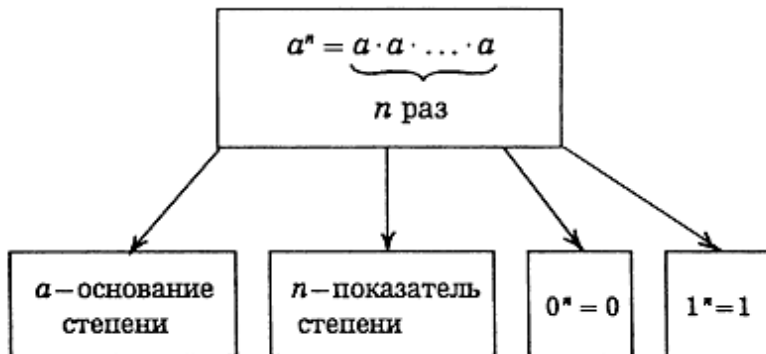 aⁿ = a · a · ... · a
n раз
a – основание
степени
n – показатель
степени
0ⁿ = 0
1ⁿ = 1